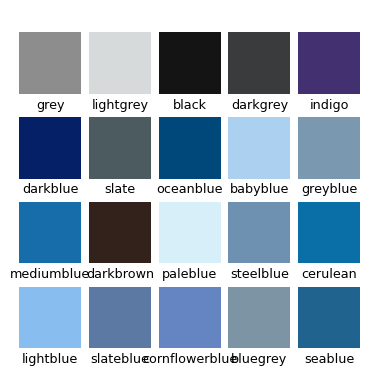 grey lightgrey black darkgrey indigo
darkblue slate oceanblue babyblue greyblue
mediumblue darkbrown paleblue steelblue cerulean
lightblue slateblue cornflowerblue bluegrey seablue